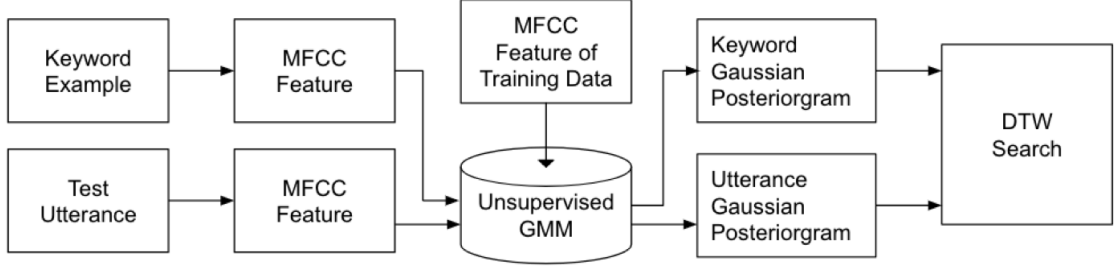 Keyword
Example
MFCC
Feature
MFCC
Feature of
Training Data
Keyword
Gaussian
Posteriorgram
DTW
Search
Test
Utterance
MFCC
Feature
Unsupervised
GMM
Utterance
Gaussian
Posteriorgram